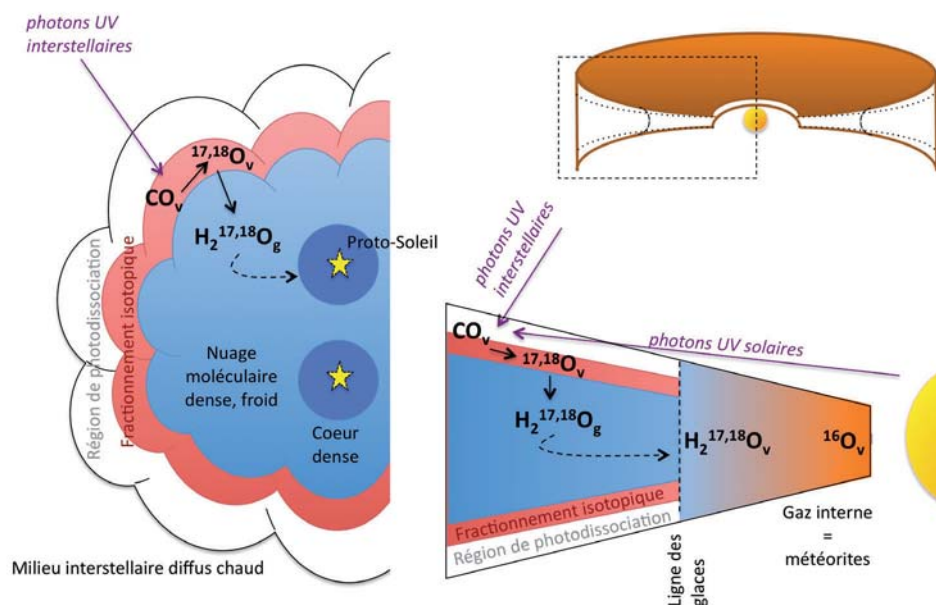 photons UV
interstellaires
17,18Oᵥ
COᵥ
H₂17,18O_g
Proto-Soleil
Région de photodissociation
Fractionnement isotopique
Nuage
moléculaire
dense, froid
Coeur
dense
Milieu interstellaire diffus chaud
photons UV
interstellaires
photons UV solaires
COᵥ
17,18Oᵥ
H₂17,18O_g
H₂17,18Oᵥ
16Oᵥ
Fractionnement isotopique
Région de photodissociation
Ligne des
glaces
Gaz interne
=
météorites